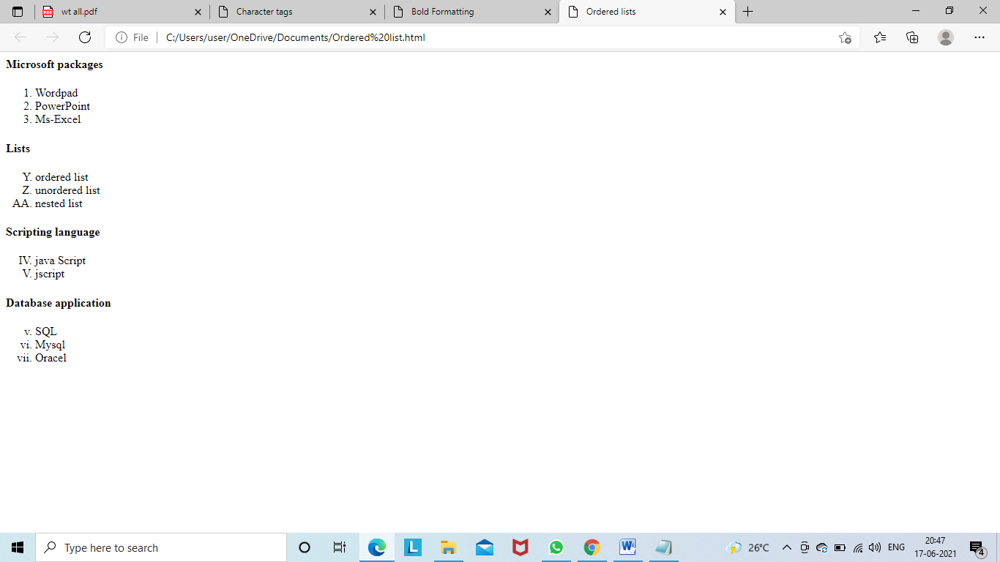 wt all.pdf
Character tags
Bold Formatting
Ordered lists
File
C:/Users/user/OneDrive/Documents/Ordered%20list.html
Microsoft packages
1. Wordpad
2. PowerPoint
3. Ms-Excel
Lists
Y. ordered list
Z. unordered list
AA. nested list
Scripting language
IV. java Script
V. jscript
Database application
v. SQL
vi. Mysql
vii. Oracel
Type here to search
L
W
26°C
ENG
20:47
17-06-2021
4